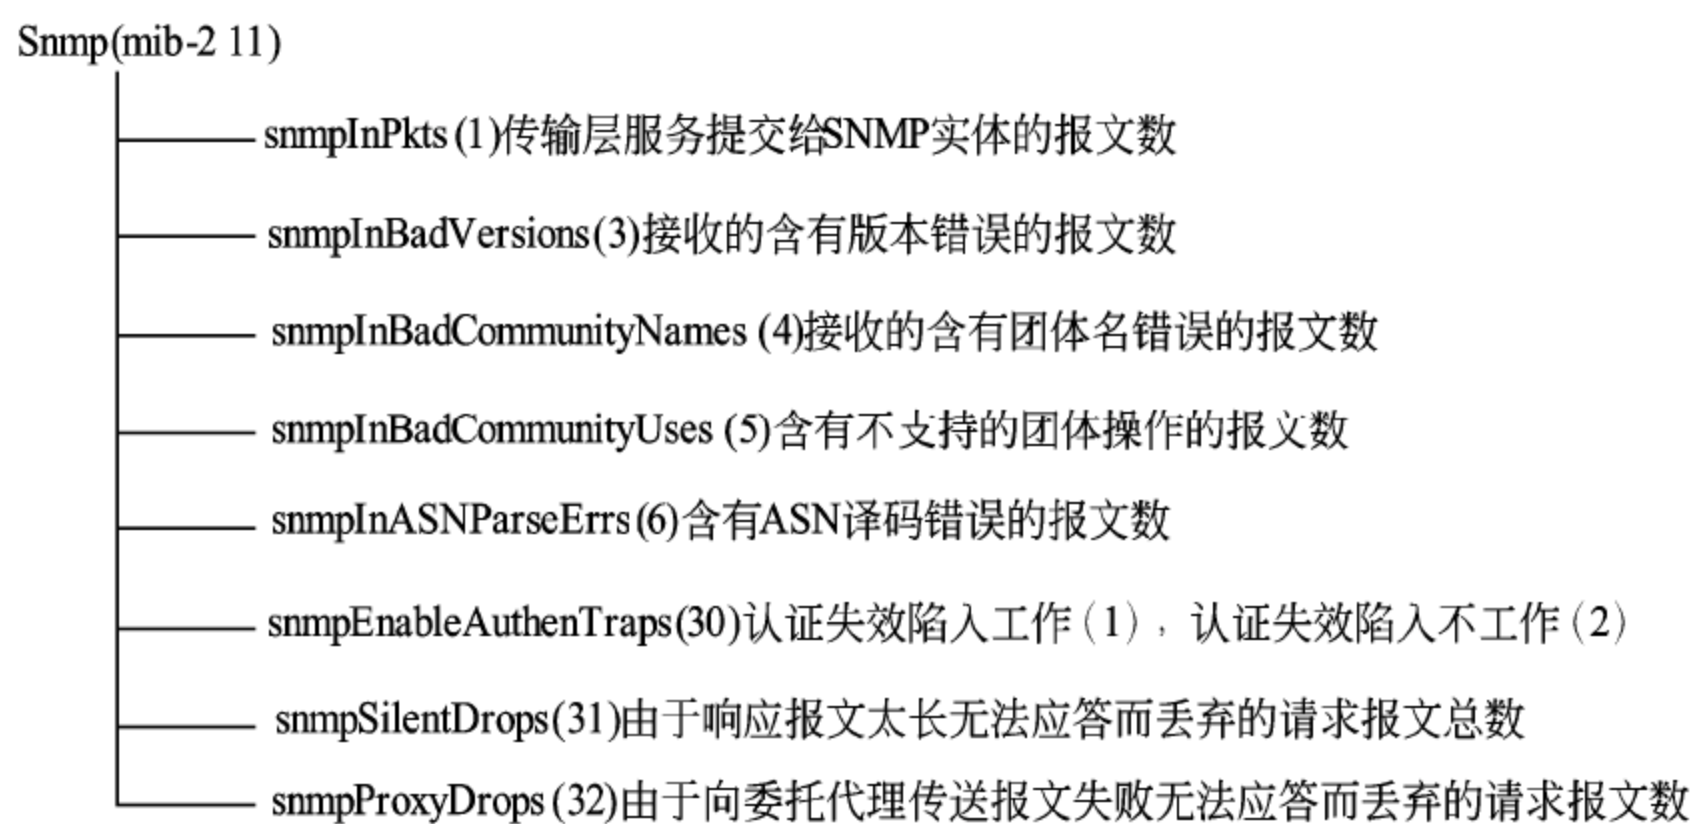 Snmp(mib-2 11)
snmpInPkts (1)传输层服务提交给SNMP实体的报文数
snmpInBadVersions(3)接收的含有版本错误的报文数
snmpInBadCommunityNames (4)接收的含有团体名错误的报文数
snmpInBadCommunityUses (5)含有不支持的团体操作的报文数
snmpInASNParseErrs(6)含有ASN译码错误的报文数
snmpEnableAuthenTraps(30)认证失效陷入工作(1)，认证失效陷入不工作(2)
snmpSilentDrops(31)由于响应报文太长无法应答而丢弃的请求报文总数
snmpProxyDrops (32)由于向委托代理传送报文失败无法应答而丢弃的请求报文数